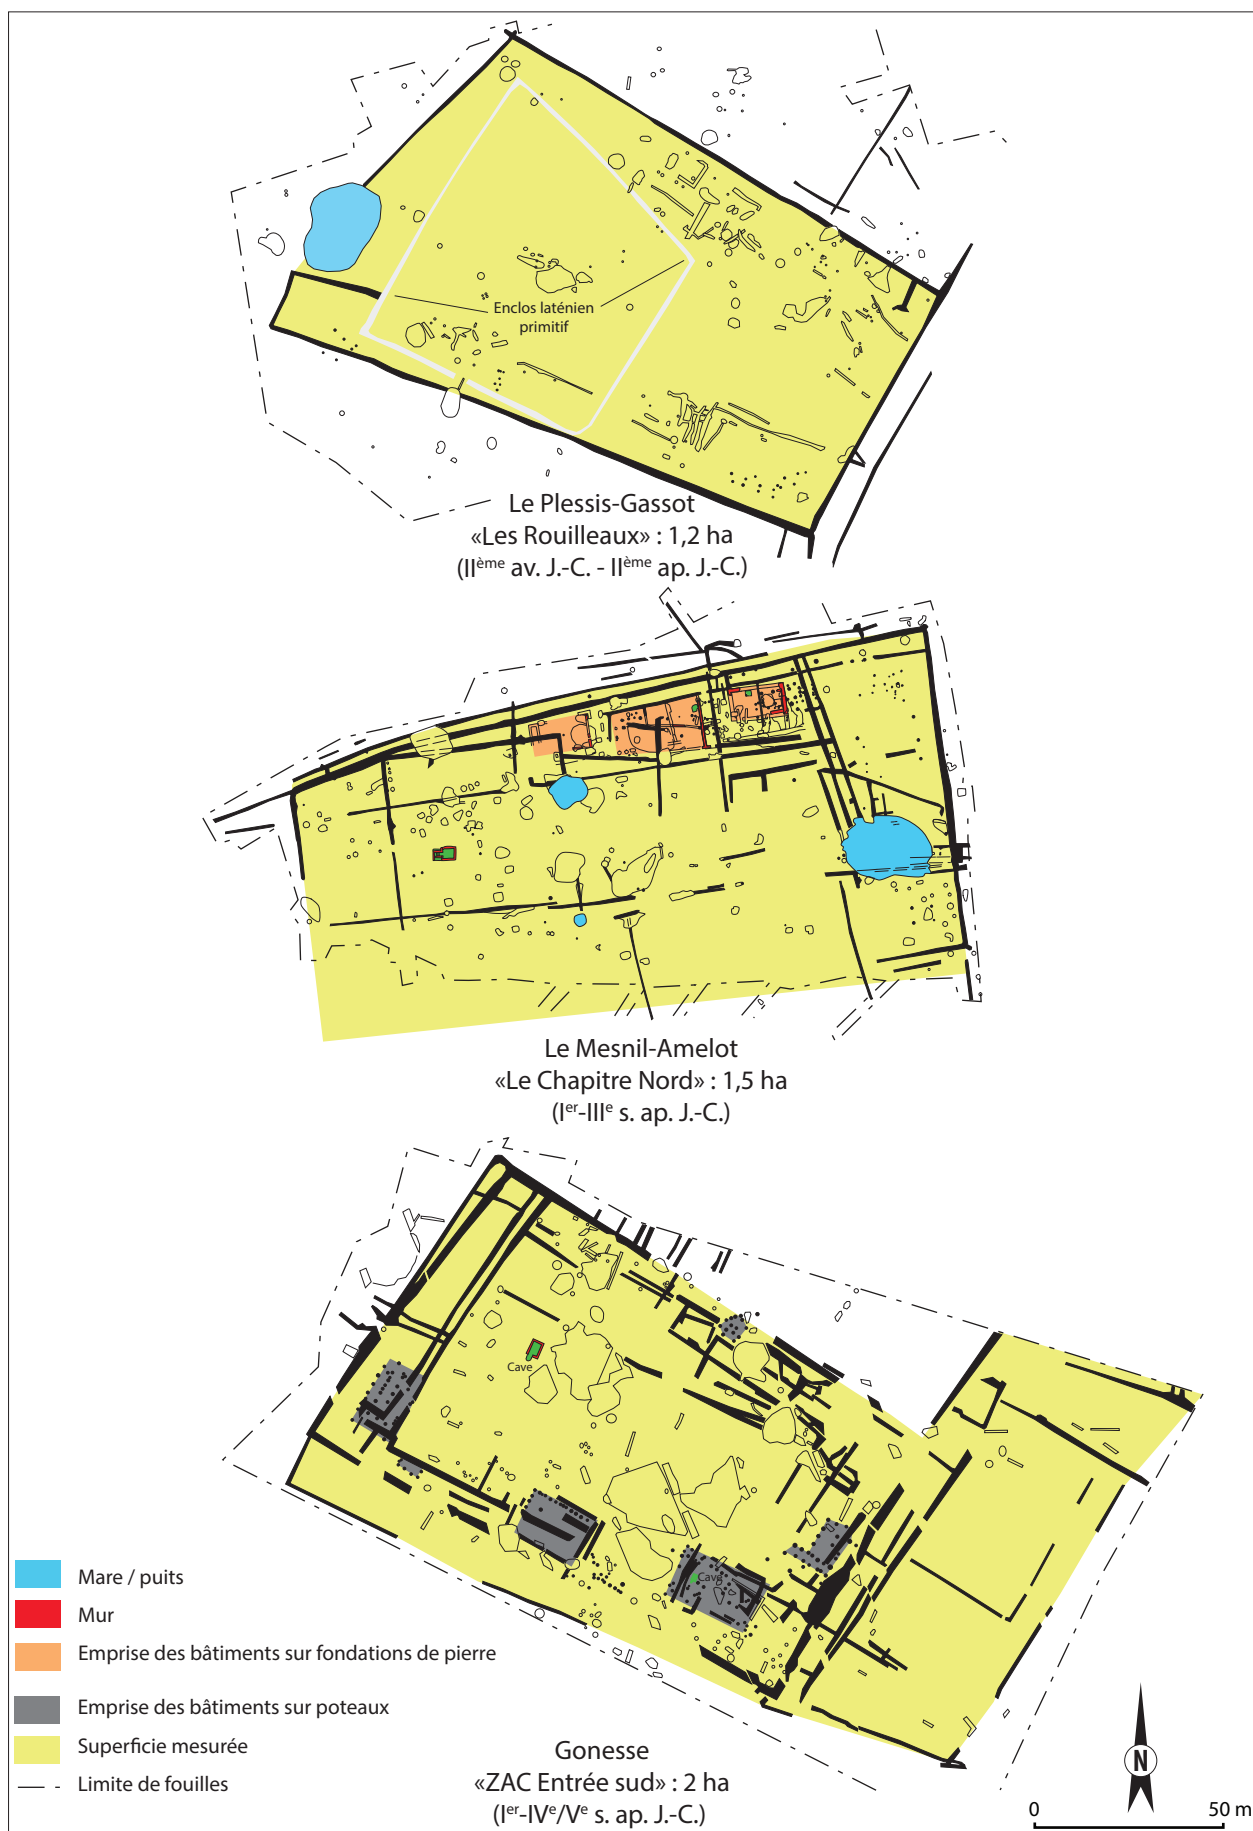 Enclos laténien
primitif
Le Plessis-Gassot
«Les Rouilleaux» : 1,2 ha
(IIème av. J.-C. - IIème ap. J.-C.)
Le Mesnil-Amelot
«Le Chapitre Nord» : 1,5 ha
(Ier-IIIe s. ap. J.-C.)
Cave
Cave
Mare / puits
Mur
Emprise des bâtiments sur fondations de pierre
Emprise des bâtiments sur poteaux
Superficie mesurée
Limite de fouilles
Gonesse
«ZAC Entrée sud» : 2 ha
(Ier-IVe/Ve s. ap. J.-C.)
N
0 50 m